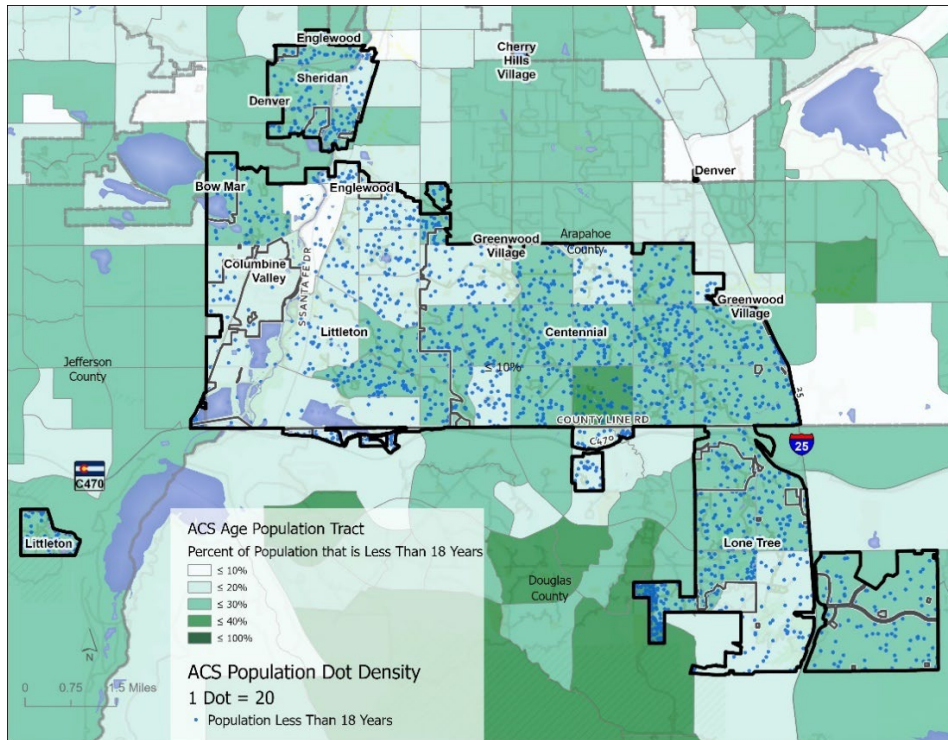 Englewood
Cherry
Hills
Village
Sheridan
Denver
Denver
Bow Mar
Englewood
Greenwood
Village
Arapahoe
County
Columbine
Valley
S SANTA FE DR
Greenwood
Village
Littleton
Centennial
Jefferson
County
≤ 10%
25
COUNTY LINE RD
C470
25
C470
Littleton
Lone Tree
Douglas
County
ACS Age Population Tract
Percent of Population that is Less Than 18 Years
≤ 10%
≤ 20%
≤ 30%
≤ 40%
≤ 100%
N
0 0.75 1.5 Miles
ACS Population Dot Density
1 Dot = 20
Population Less Than 18 Years